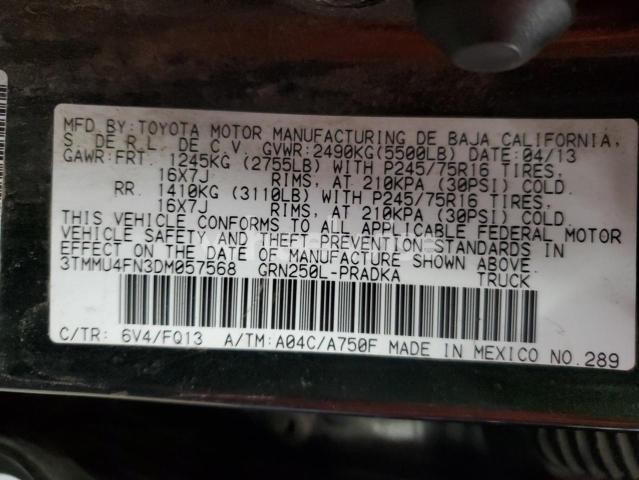 MFD.BY:TOYOTA MOTOR MANUFACTURING DE BAJA CALIFORNIA,
S. DE R.L. DE C.V. GVWR:2490KG(5500LB) DATE:04/13
GAWR:FRT. 1245KG (2755LB) WITH P245/75R16 TIRES,
16X7J RIMS, AT 210KPA (30PSI) COLD.
RR. 1410KG (3110LB) WITH P245/75R16 TIRES,
16X7J RIMS, AT 210KPA (30PSI) COLD.
THIS VEHICLE CONFORMS TO ALL APPLICABLE FEDERAL MOTOR
VEHICLE SAFETY AND THEFT PREVENTION STANDARDS IN
EFFECT ON THE DATE OF MANUFACTURE SHOWN ABOVE.
3TMMU4FN3DM057568 GRN250L-PRADKA TRUCK
C/TR: 6V4/FQ13 A/TM:A04C/A750F MADE IN MEXICO NO.289